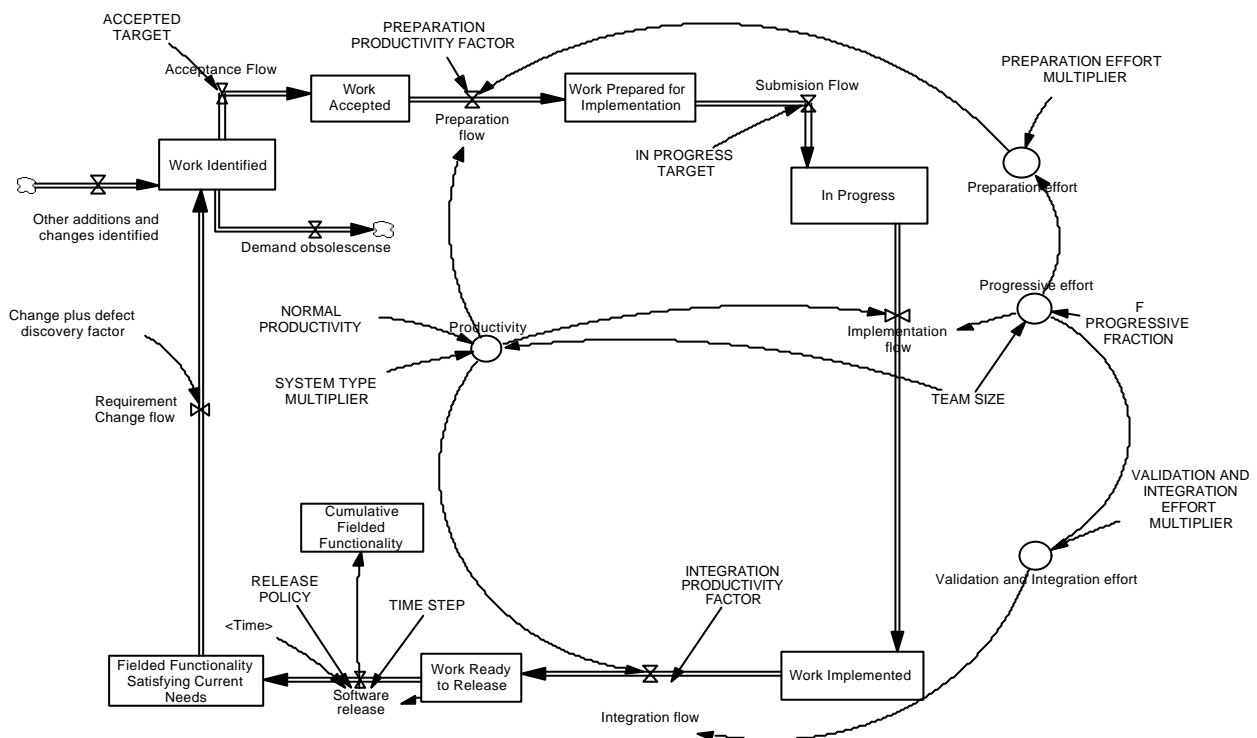 ACCEPTED
TARGET
PREPARATION
PRODUCTIVITY FACTOR
Acceptance Flow
Work
Accepted
Preparation
flow
Work Prepared for
Implementation
Submision Flow
PREPARATION EFFORT
MULTIPLIER
IN PROGRESS
TARGET
Work Identified
Preparation effort
In Progress
Other additions and
changes identified
Demand obsolescense
Progressive effort
F
PROGRESSIVE
FRACTION
Change plus defect
discovery factor
NORMAL
PRODUCTIVITY
Productivity
Implementation
flow
SYSTEM TYPE
MULTIPLIER
TEAM SIZE
Requirement
Change flow
VALIDATION AND
INTEGRATION
EFFORT
MULTIPLIER
Cumulative
Fielded
Functionality
Validation and Integration effort
RELEASE
POLICY
TIME STEP
INTEGRATION
PRODUCTIVITY
FACTOR
<Time>
Fielded Functionality
Satisfying Current
Needs
Software
release
Work Ready
to Release
Work Implemented
Integration flow